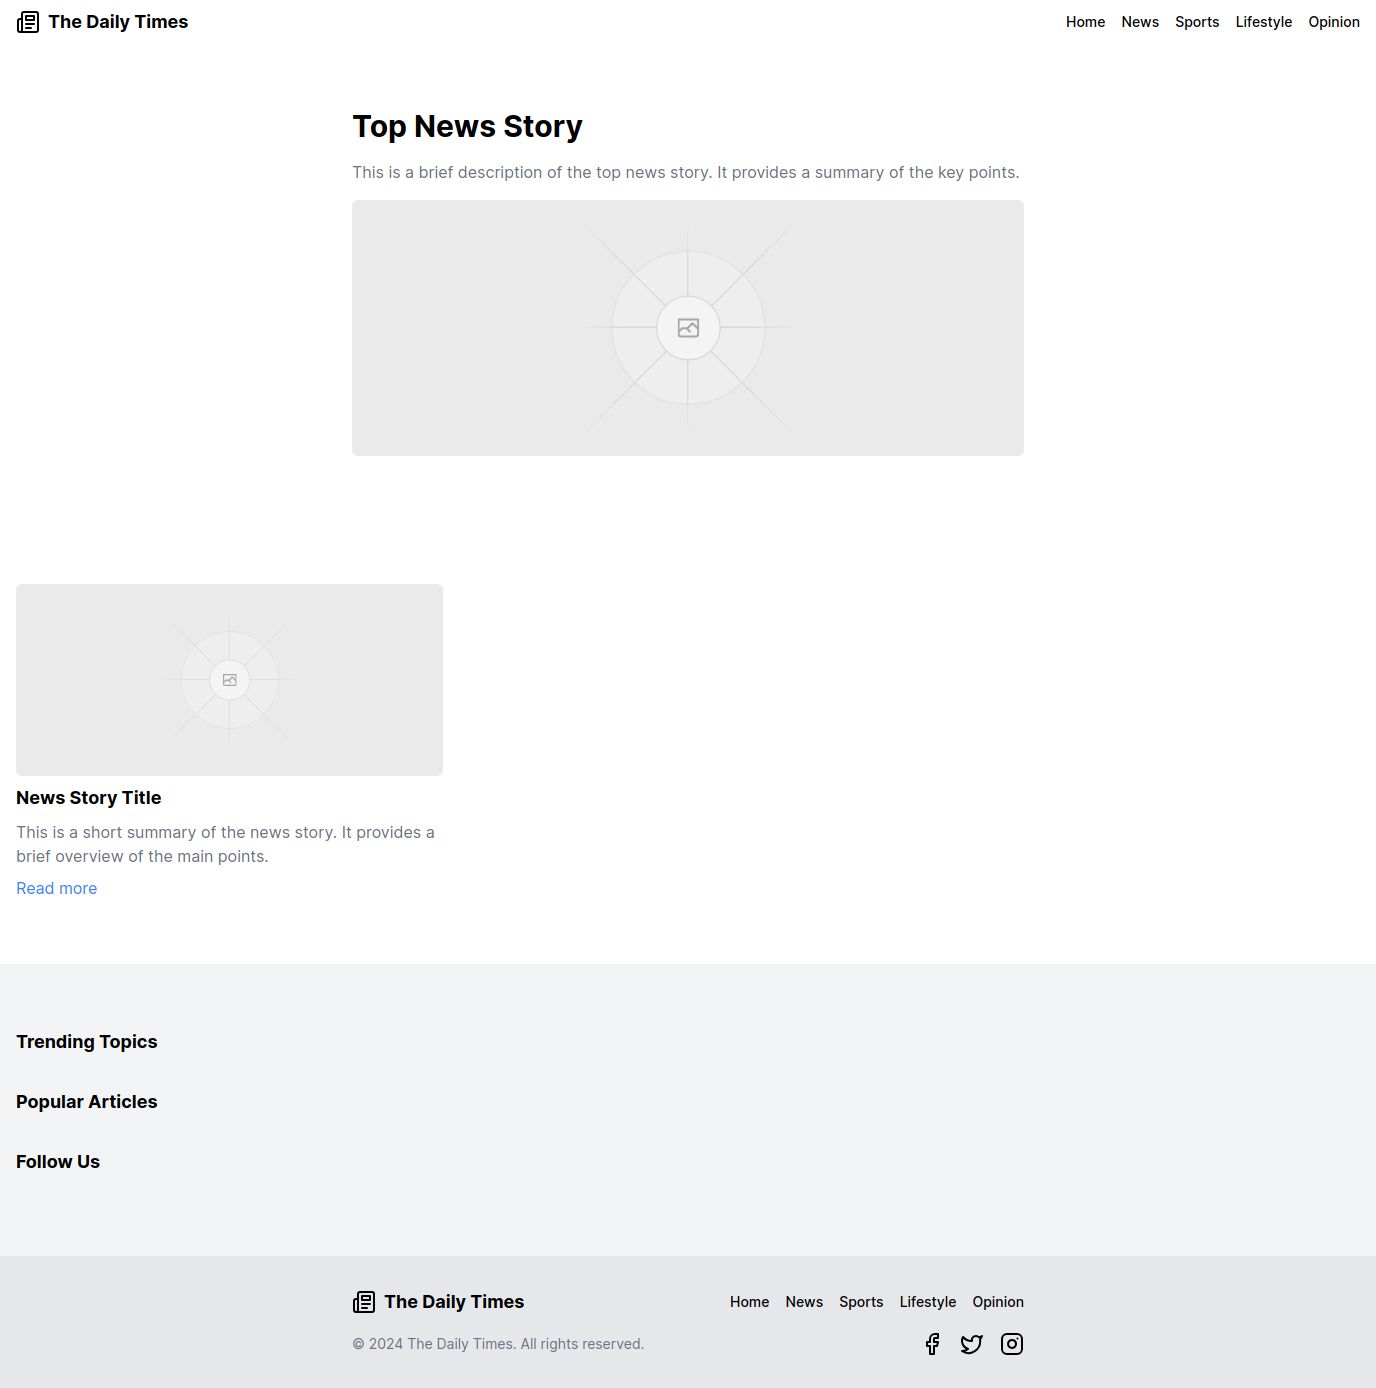 The Daily Times
Home News Sports Lifestyle Opinion
Top News Story
This is a brief description of the top news story. It provides a summary of the key points.
News Story Title
This is a short summary of the news story. It provides a
brief overview of the main points.
Read more
Trending Topics
Popular Articles
Follow Us
The Daily Times
Home News Sports Lifestyle Opinion
© 2024 The Daily Times. All rights reserved.